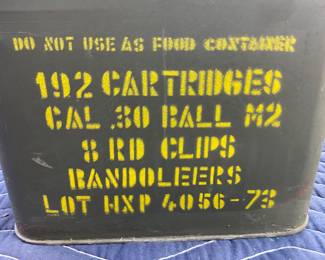 DO NOT USE AS FOOD CONTAINER
192 CARTRIDGES
CAL .30 BALL M2
8 RD CLIPS
BANDOLEERS
LOT HXP 4056-73